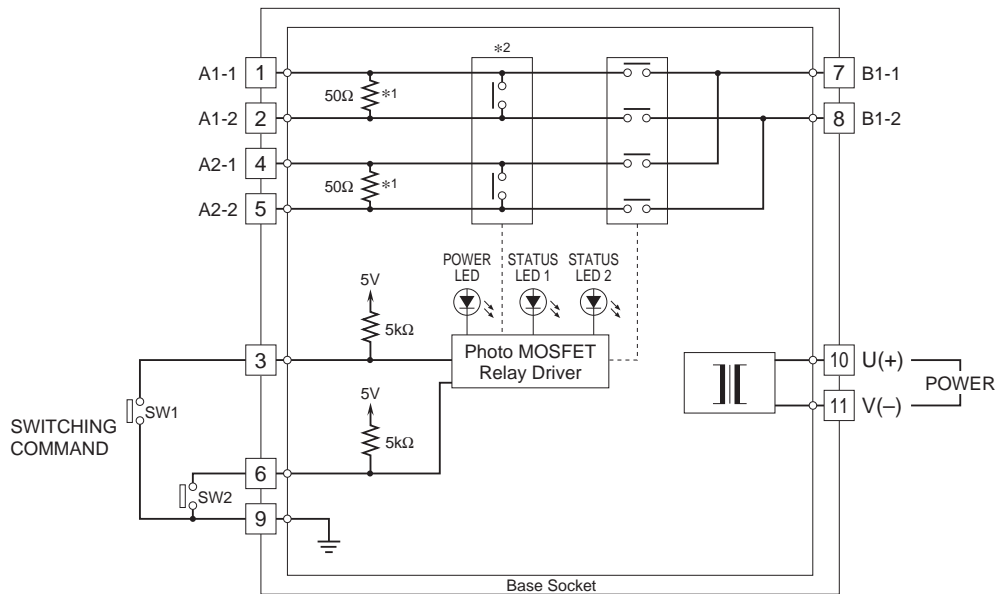 *2
A1-1 1 7 B1-1
50Ω *1
A1-2 2 8 B1-2
A2-1 4
50Ω *1
A2-2 5
POWER LED
STATUS LED 1
STATUS LED 2
5V
5kΩ
3
Photo MOSFET
Relay Driver
10 U(+)
POWER
11 V(–)
SW1
5V
5kΩ
SWITCHING
COMMAND
6
SW2
9
Base Socket